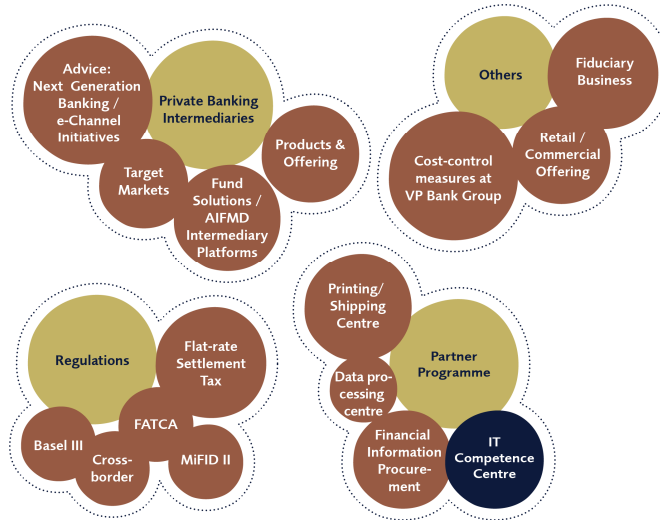 Advice:
Next Generation
Banking /
e-Channel
Initiatives
Private Banking
Intermediaries
Products &
Offering
Target
Markets
Fund
Solutions /
AIFMD
Intermediary
Platforms
Others
Fiduciary
Business
Retail /
Commercial
Offering
Cost-control
measures at
VP Bank Group
Regulations
Flat-rate
Settlement
Tax
FATCA
Basel III
Cross-
border
MiFID II
Printing/
Shipping
Centre
Partner
Programme
Data pro-
cessing
centre
Financial
Information
Procure-
ment
IT
Competence
Centre